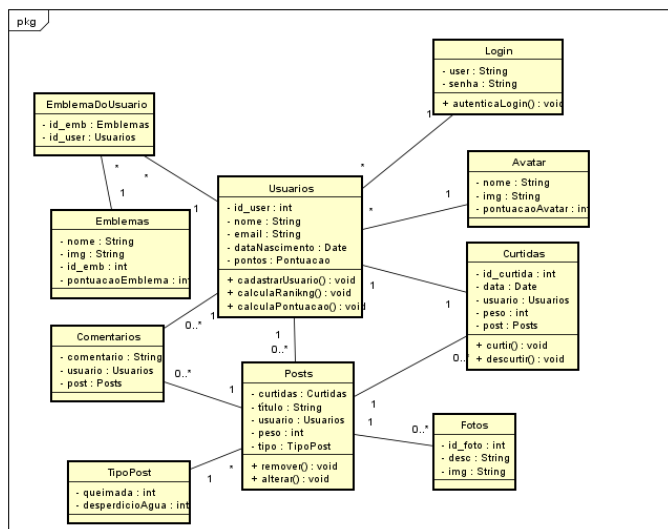 pkg
Login
- user : String
- senha : String
+ autenticaLogin() : void
EmblemaDoUsuario
- id_emb : Emblemas
- id_user : Usuarios
1
*
*
*
1
1
*
1
Avatar
- nome : String
- img : String
- pontuacaoAvatar : int
Usuarios
- id_user : int
- nome : String
- email : String
- dataNascimento : Date
- pontos : Pontuacao
+ cadastrarUsuario() : void
+ calculaRanikng() : void
+ calculaPontuacao() : void
Emblemas
- nome : String
- img : String
- id_emb : int
- pontuacaoEmblema : int
Curtidas
- id_curtida : int
- data : Date
- usuario : Usuarios
- peso : int
- post : Posts
+ curtir() : void
+ descurtir() : void
1
1
1
0..*
1
0..*
0..*
Comentarios
- comentario : String
- usuario : Usuarios
- post : Posts
0..*
1
1
Posts
- curtidas : Curtidas
- título : String
- usuario : Usuarios
- peso : int
- tipo : TipoPost
+ remover() : void
+ alterar() : void
1
0..*
Fotos
- id_foto : int
- desc : String
- img : String
TipoPost
- queimada : int
- desperdicioAgua : int
1
*